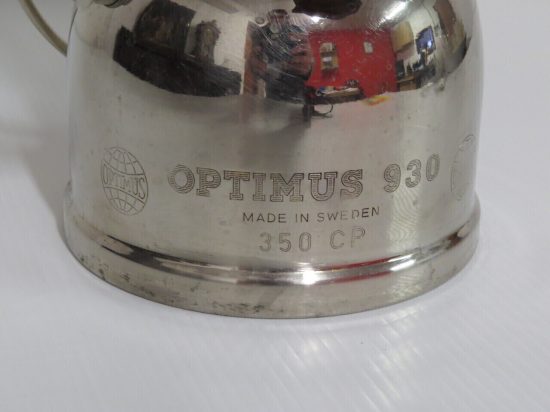 OPTIMUS
OPTIMUS 930
MADE IN SWEDEN
350 CP